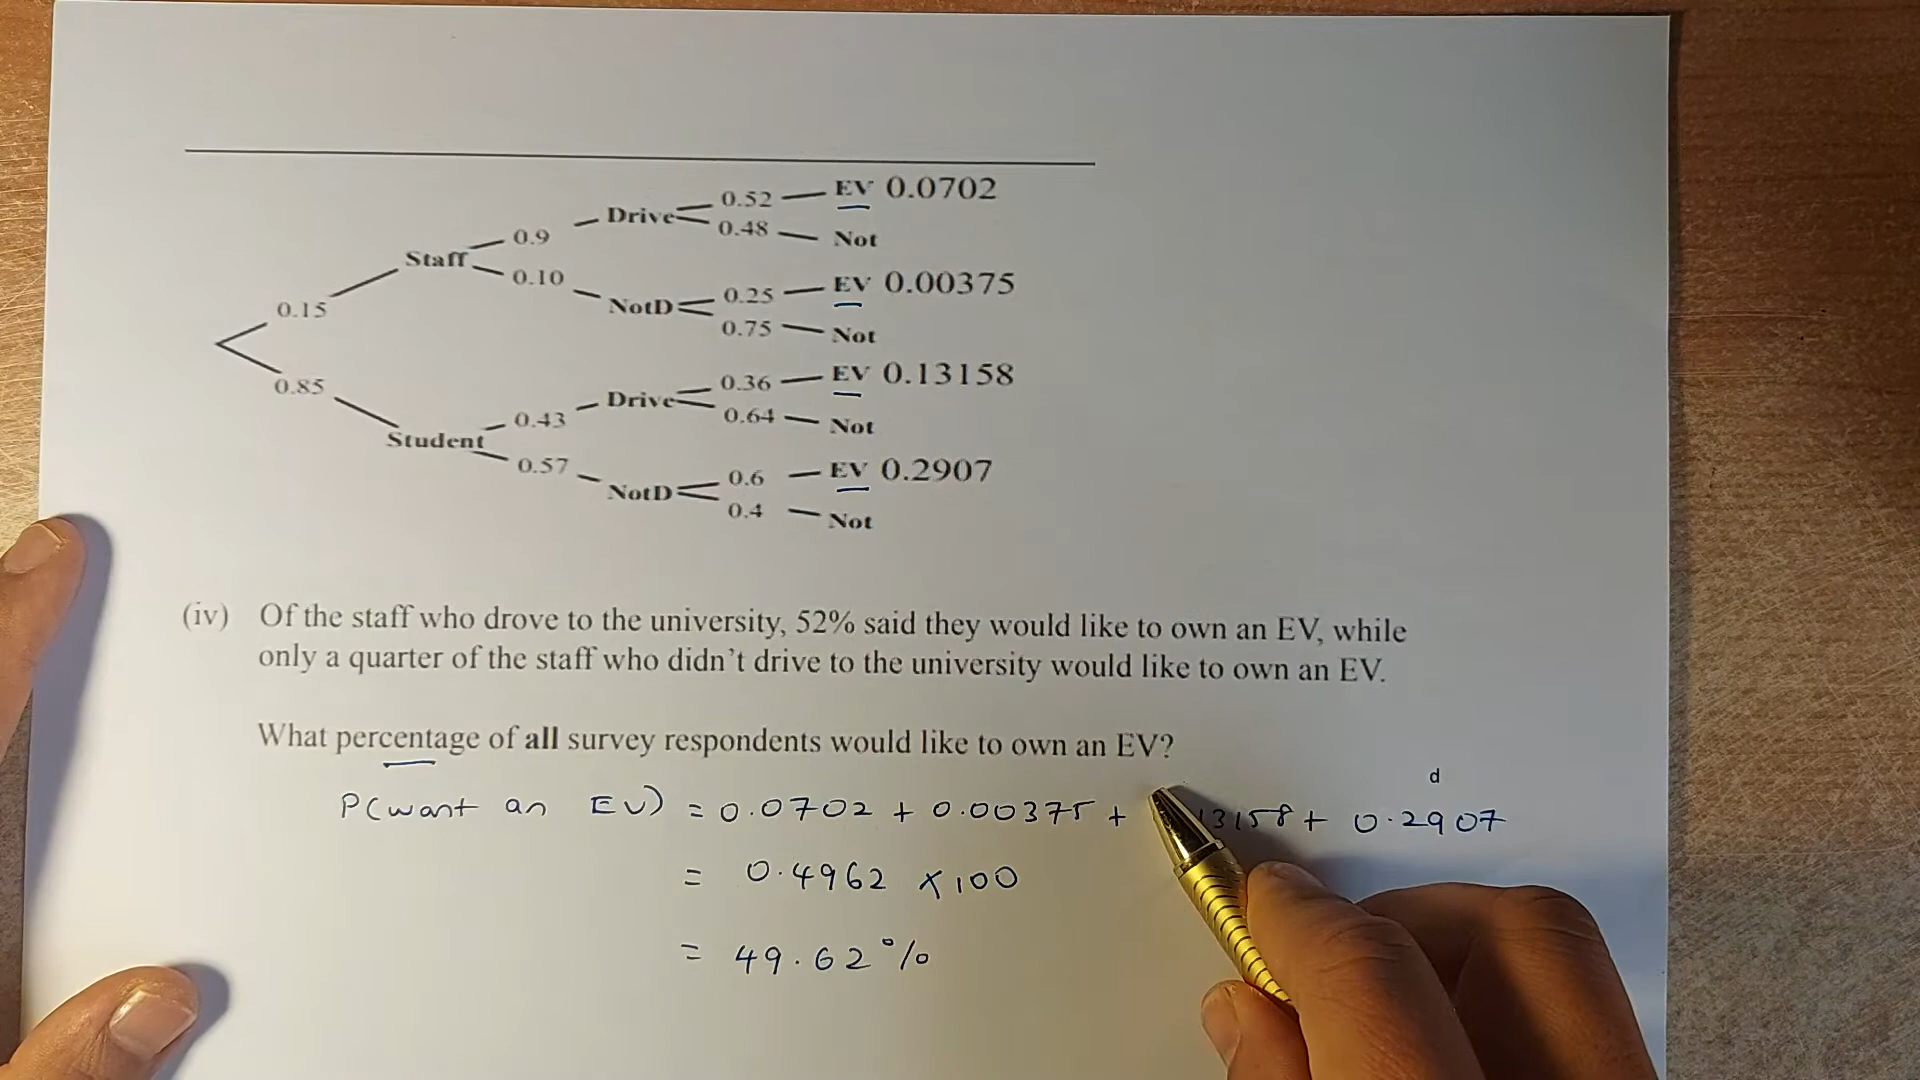 0.52 EV 0.0702
Drive
0.9 0.48 Not
Staff
0.10 0.25 EV 0.00375
NotD
0.15 0.75 Not
0.85 0.36 EV 0.13158
Drive
0.43 0.64 Not
Student
0.57 0.6 EV 0.2907
NotD
0.4 Not
(iv) Of the staff who drove to the university, 52% said they would like to own an EV, while
only a quarter of the staff who didn't drive to the university would like to own an EV.
What percentage of all survey respondents would like to own an EV?
d
P(want an EV) = 0.0702 + 0.00375 + 13158 + 0.2907
= 0.4962 × 100
= 49.62%